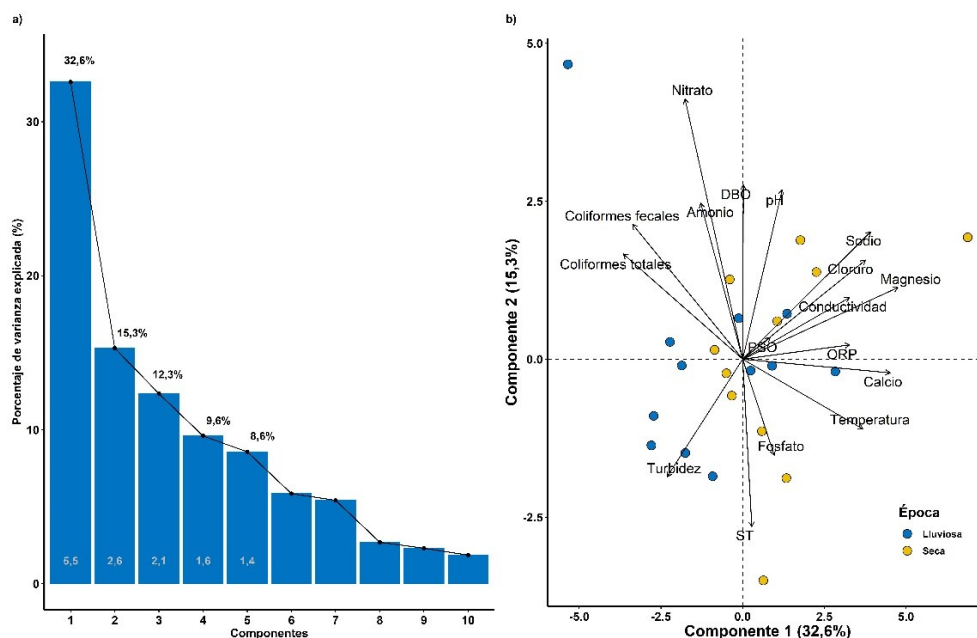 a)
Porcentaje de varianza explicada (%)
30
20
10
0
32,6%
15,3%
12,3%
9,6%
8,6%
5,5
2,6
2,1
1,6
1,4
1 2 3 4 5 6 7 8 9 10
Componentes
b)
Componente 2 (15,3%)
5.0
2.5
0.0
-2.5
Nitrato
DBO
pH
Amonio
Coliformes fecales
Coliformes totales
Sodio
Cloruro
Magnesio
Conductividad
PSO
ORP
Calcio
Temperatura
Fosfato
Turbidez
ST
Época
Lluviosa
Seca
-5.0 -2.5 0.0 2.5 5.0
Componente 1 (32,6%)